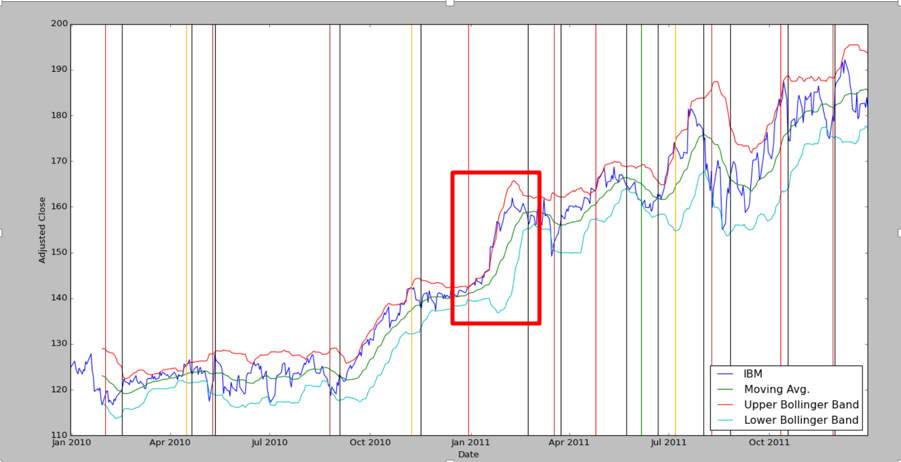 200
190
180
170
160
150
140
130
120
110
Adjusted Close
Jan 2010 Apr 2010 Jul 2010 Oct 2010 Jan 2011 Apr 2011 Jul 2011 Oct 2011
Date
IBM
Moving Avg.
Upper Bollinger Band
Lower Bollinger Band